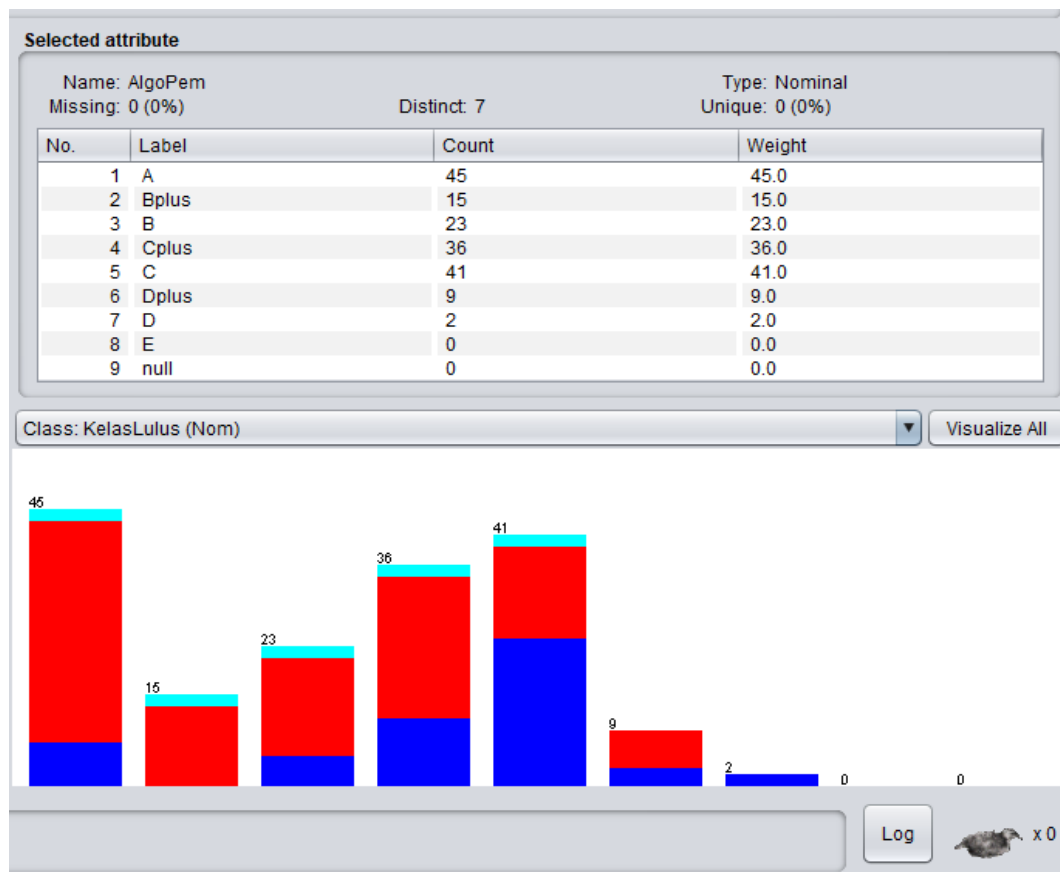 Selected attribute
Name: AlgoPem Type: Nominal
Missing: 0 (0%) Distinct: 7 Unique: 0 (0%)
No. Label Count Weight
1 A 45 45.0
2 Bplus 15 15.0
3 B 23 23.0
4 Cplus 36 36.0
5 C 41 41.0
6 Dplus 9 9.0
7 D 2 2.0
8 E 0 0.0
9 null 0 0.0
Class: KelasLulus (Nom) Visualize All
45
15
23
36
41
9
2
0
0
Log x 0